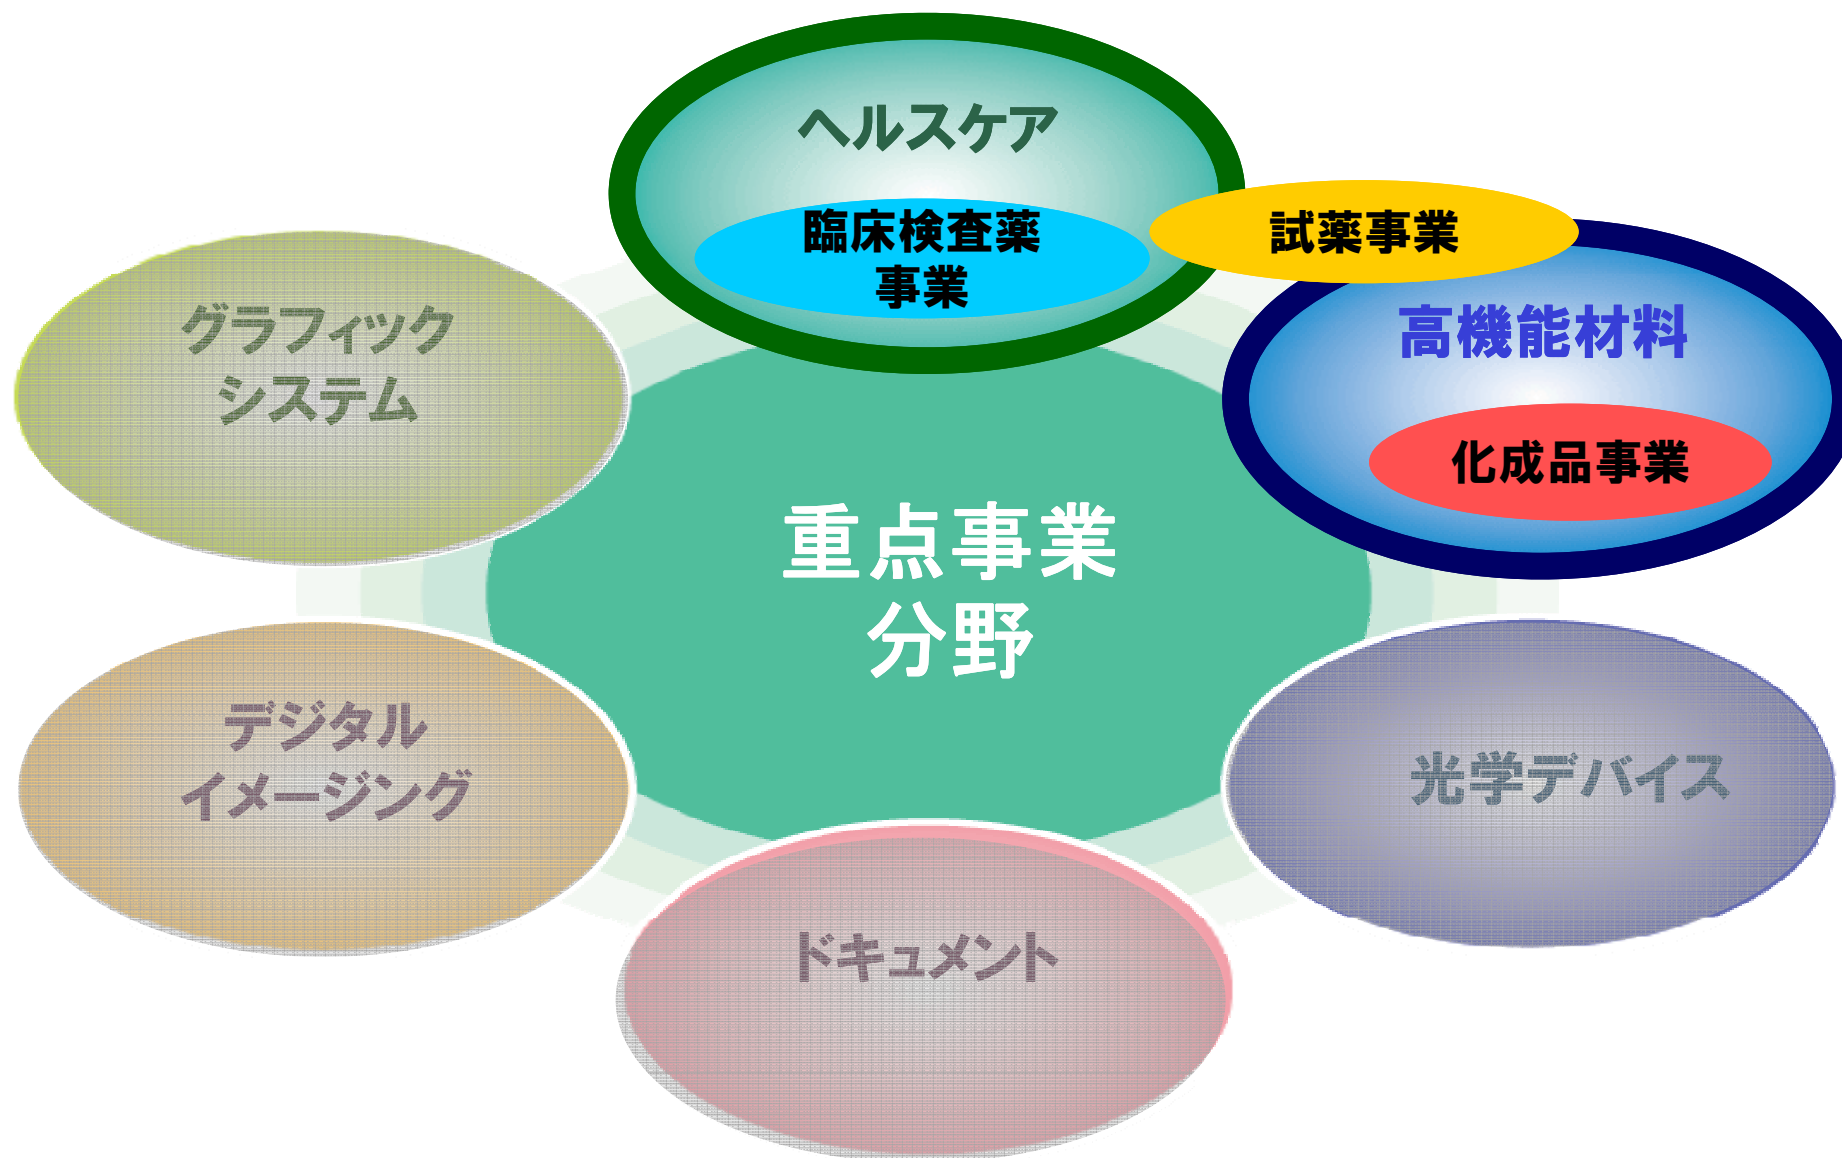 ヘルスケア
臨床検査薬
事業
試薬事業
高機能材料
化成品事業
グラフィック
システム
重点事業
分野
デジタル
イメージング
光学デバイス
ドキュメント